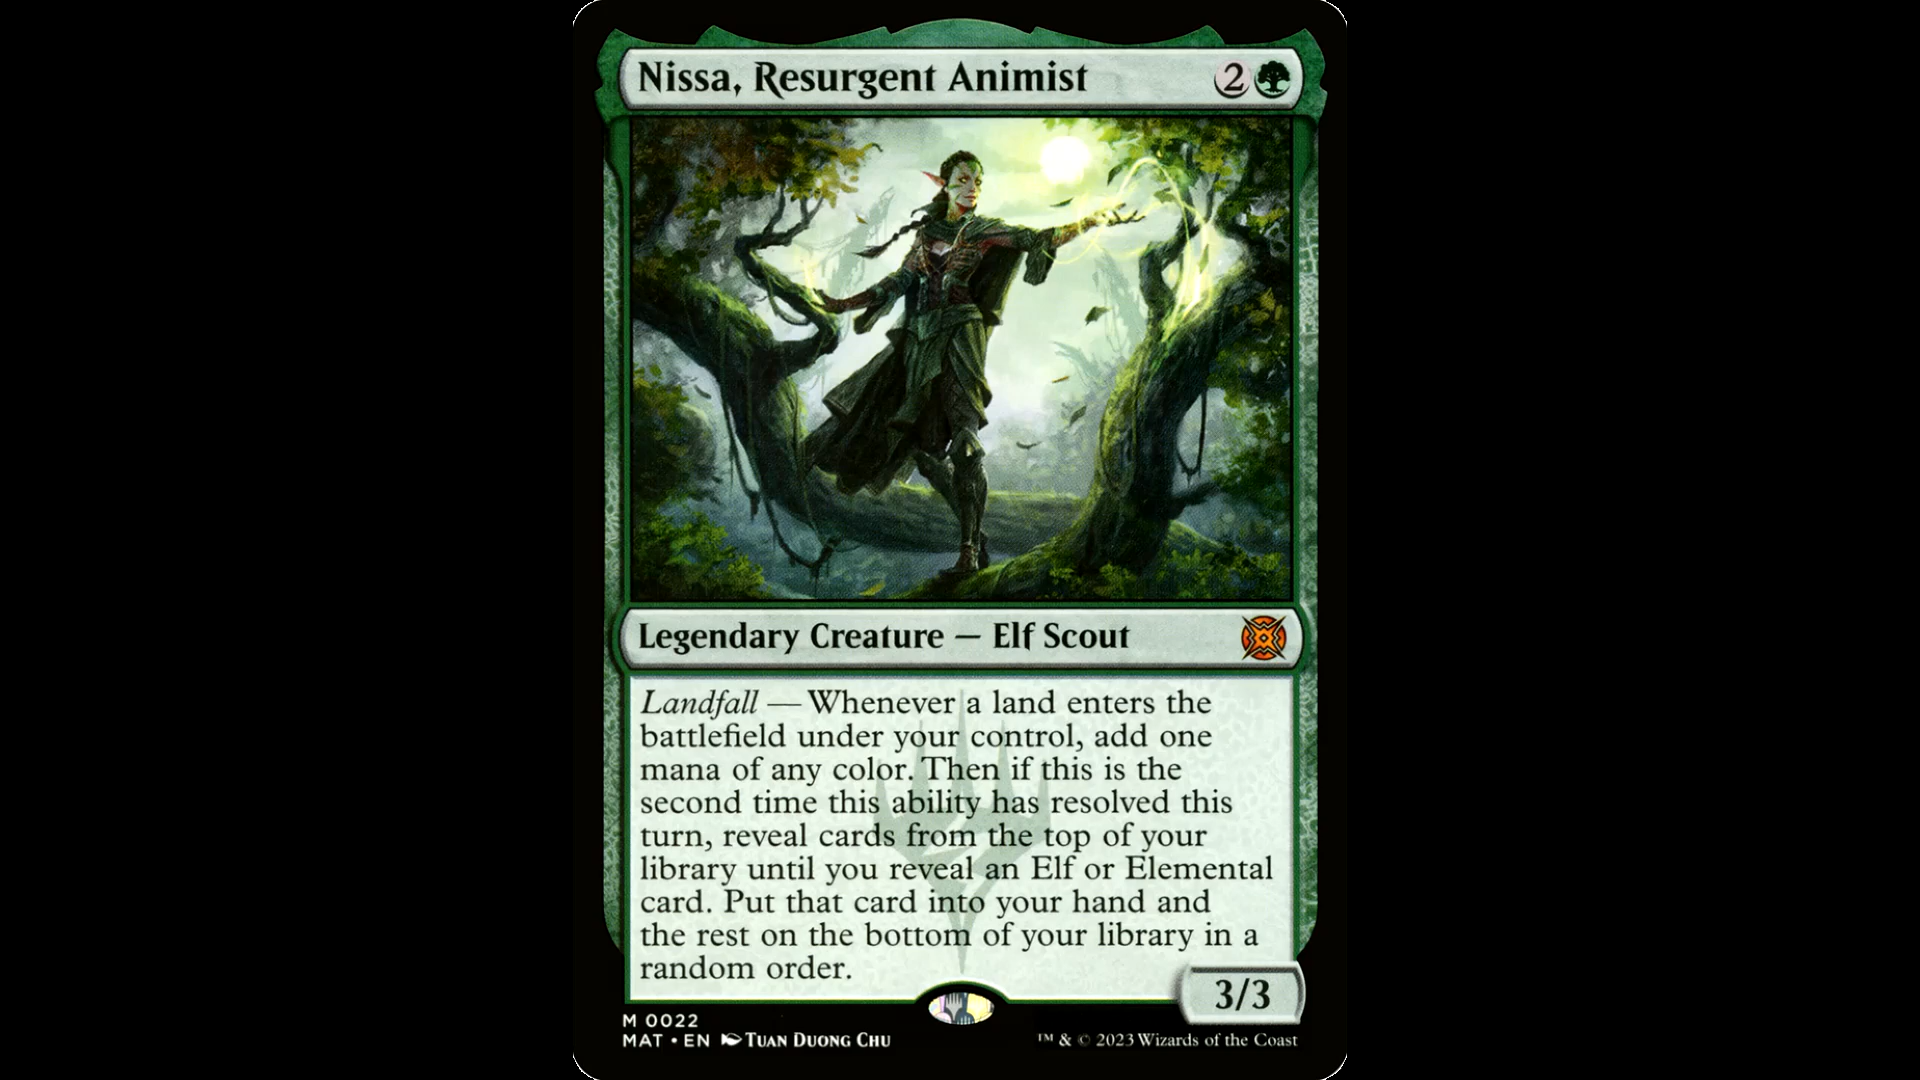 Nissa, Resurgent Animist 2
Legendary Creature — Elf Scout
Landfall — Whenever a land enters the
battlefield under your control, add one
mana of any color. Then if this is the
second time this ability has resolved this
turn, reveal cards from the top of your
library until you reveal an Elf or Elemental
card. Put that card into your hand and
the rest on the bottom of your library in a
random order.
3/3
M 0022
MAT • EN TUAN DUONG CHU
™ & © 2023 Wizards of the Coast